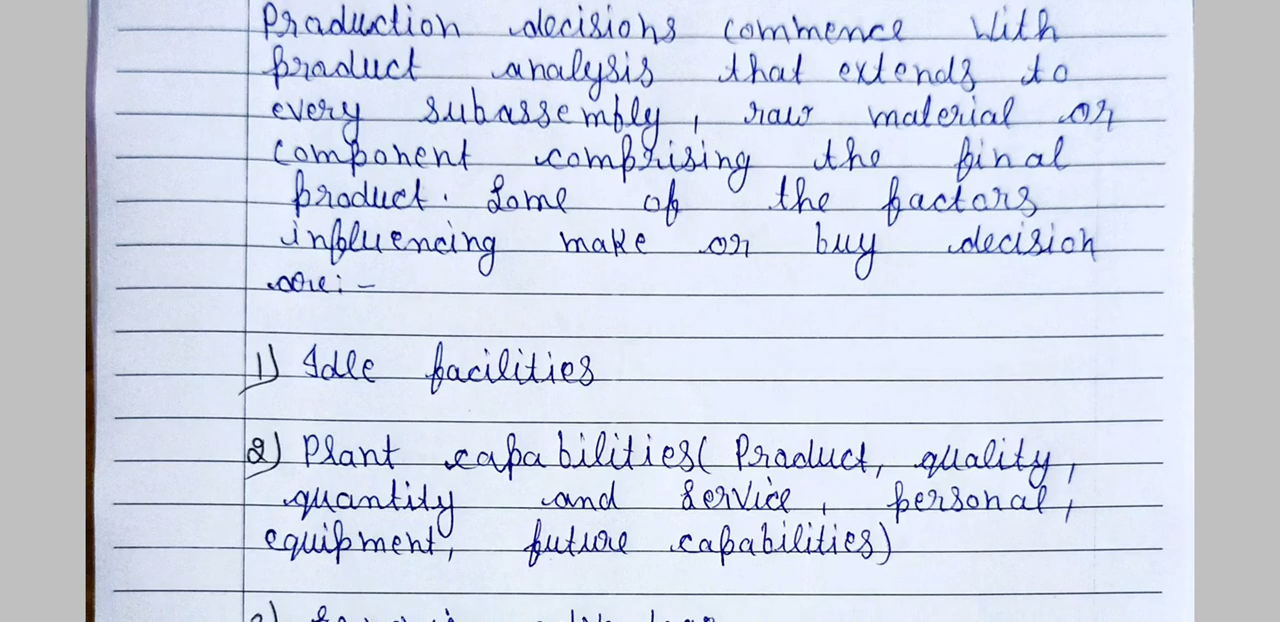 Production decisions commence with
product analysis that extends to
every subassembly, raw material or
component comprising the final
product. Some of the factors
influencing make or buy decision
are:-
1) Idle facilities
2) Plant capabilities( Product, quality,
quantity and Service, personal,
equipment, future capabilities)